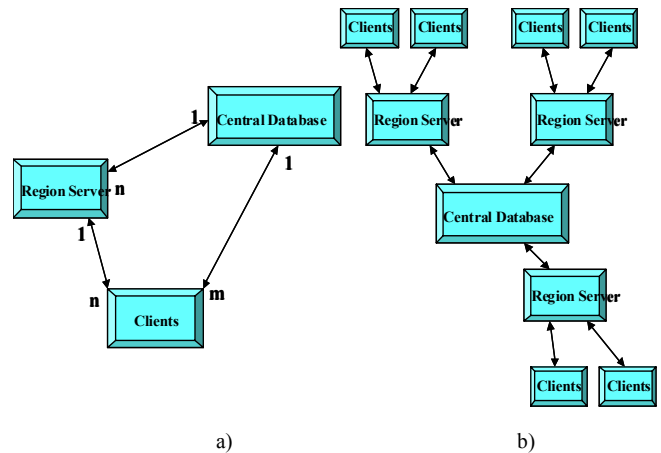 Central Database
1
1
Region Server
n
1
n
m
Clients
a)
Clients
Clients
Clients
Clients
Region Server
Region Server
Central Database
Region Server
Clients
Clients
b)